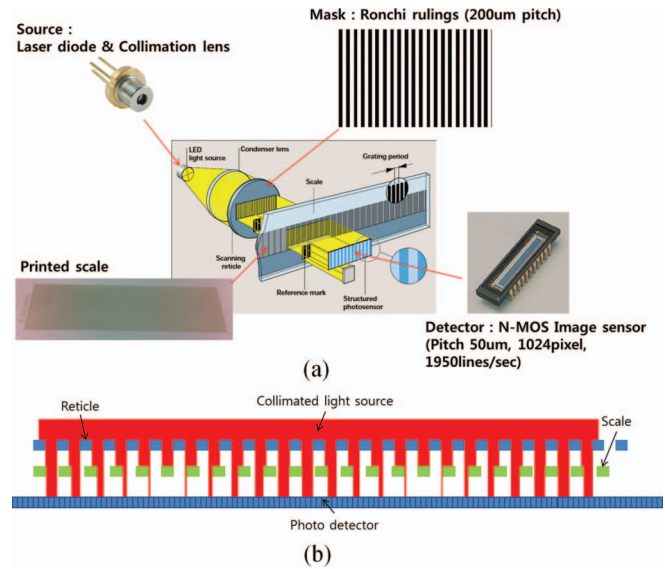 Source :
Laser diode & Collimation lens
Mask : Ronchi rulings (200um pitch)
LED
light source
Condenser lens
Grating period
Scale
Scanning
reticle
Reference mark
Structured
photosensor
Printed scale
Detector : N-MOS Image sensor
(Pitch 50um, 1024pixel,
1950lines/sec)
(a)
Reticle
Collimated light source
Scale
Photo detector
(b)